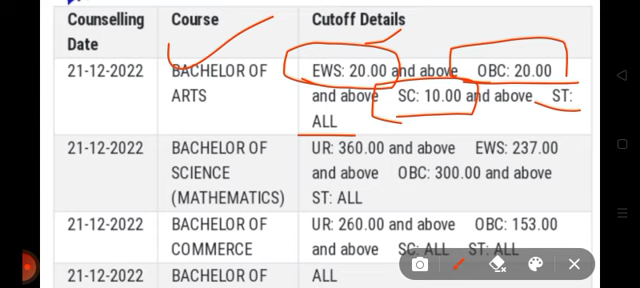 Counselling Course Cutoff Details
Date
21-12-2022 BACHELOR OF EWS: 20.00 and above OBC: 20.00
ARTS and above SC: 10.00 and above ST:
ALL
21-12-2022 BACHELOR OF UR: 360.00 and above EWS: 237.00
SCIENCE and above OBC: 300.00 and above
(MATHEMATICS) ST: ALL
21-12-2022 BACHELOR OF UR: 260.00 and above OBC: 153.00
COMMERCE and above SC: ALL ST: ALL
21-12-2022 BACHELOR OF ALL